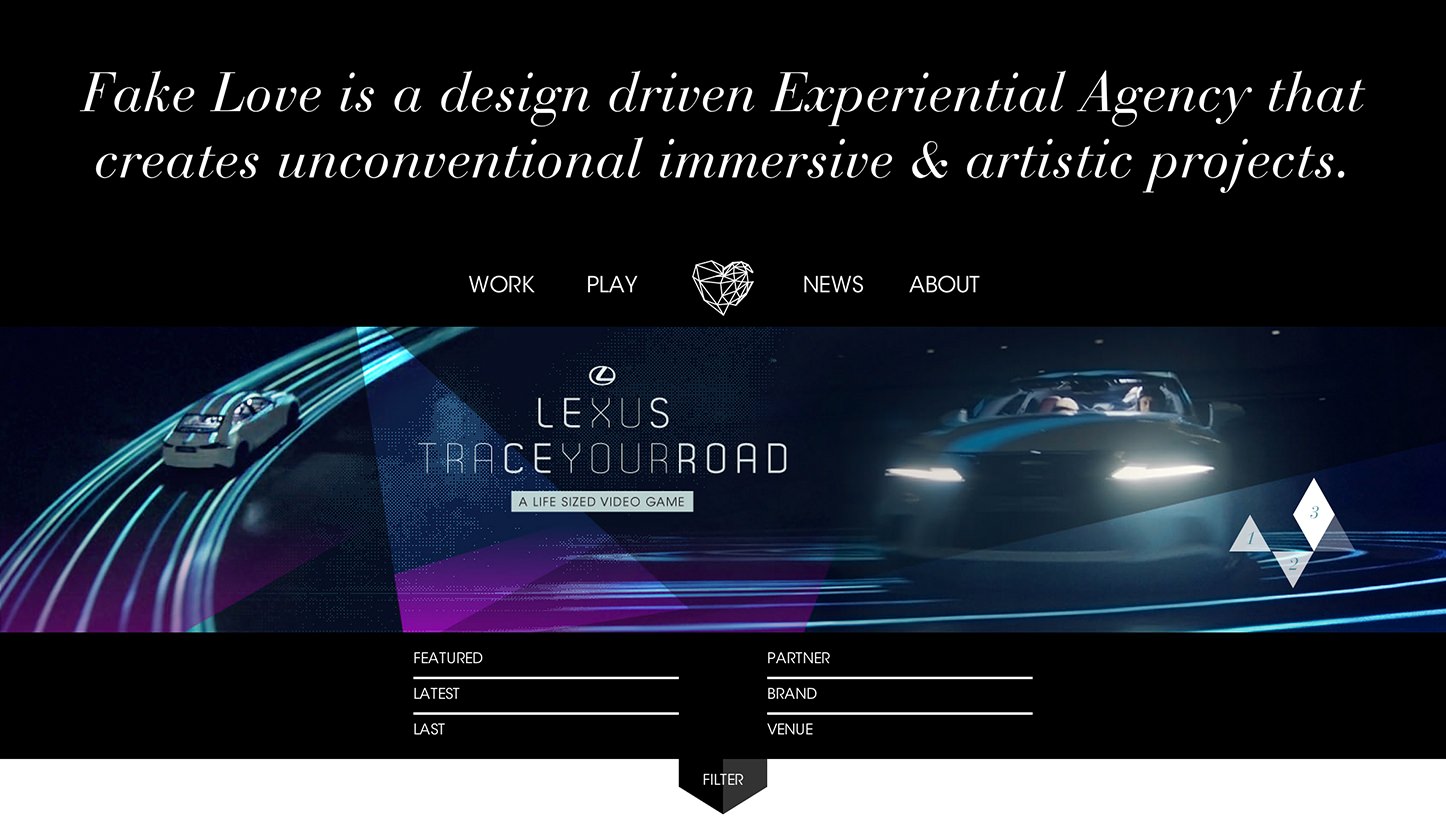 Fake Love is a design driven Experiential Agency that
creates unconventional immersive & artistic projects.
WORK PLAY NEWS ABOUT
LEXUS
TRACEYOURROAD
A LIFE SIZED VIDEO GAME
3
1
2
FEATURED PARTNER
LATEST BRAND
LAST VENUE
FILTER